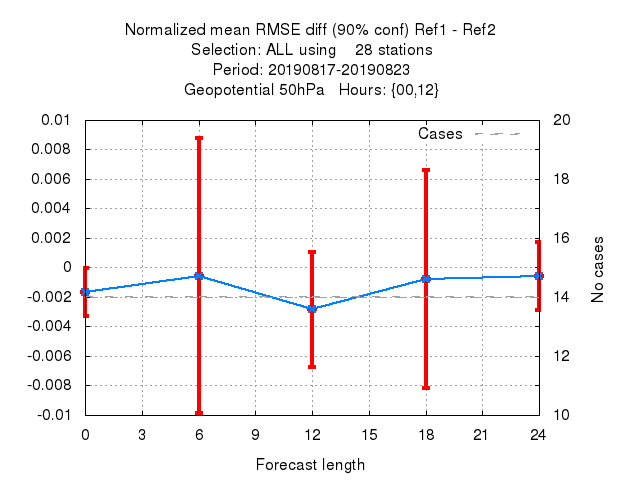 Normalized mean RMSE diff (90% conf) Ref1 - Ref2
Selection: ALL using    28 stations
Period: 20190817-20190823
Geopotential 50hPa   Hours: {00,12}
Cases
0.01
0.008
0.006
0.004
0.002
0
-0.002
-0.004
-0.006
-0.008
-0.01
20
18
16
14
12
10
No cases
0 3 6 9 12 15 18 21 24
Forecast length